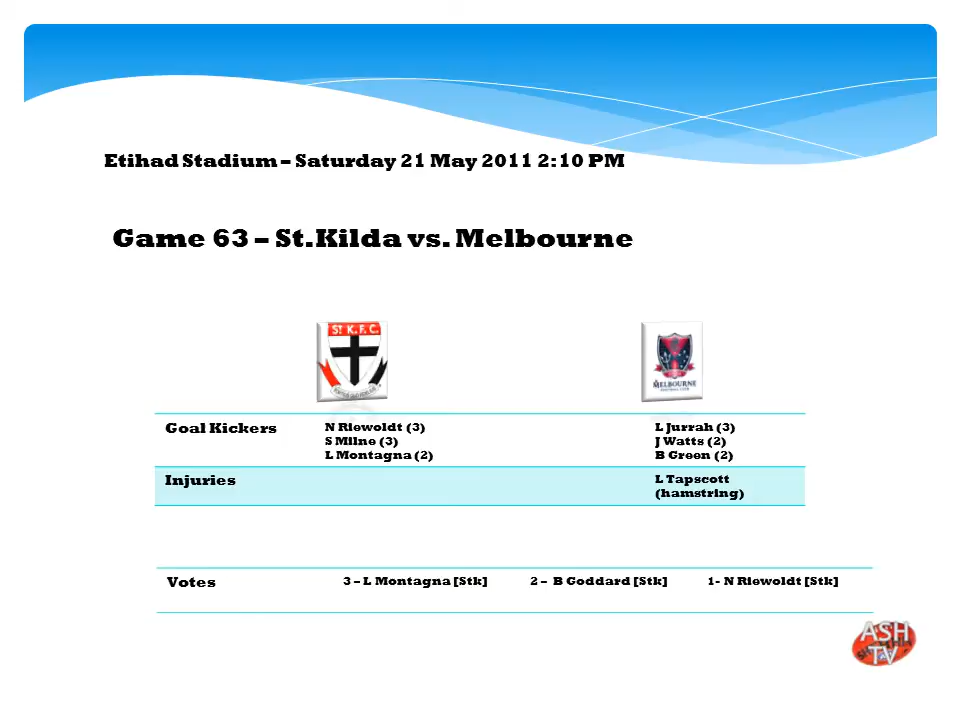 Etihad Stadium – Saturday 21 May 2011 2:10 PM
Game 63 – St.Kilda vs. Melbourne
St K.F.C.
MELBOURNE
FOOTBALL CLUB
Goal Kickers
N Riewoldt (3)
S Milne (3)
L Montagna (2)
L Jurrah (3)
J Watts (2)
B Green (2)
Injuries
L Tapscott
(hamstring)
Votes
3 – L Montagna [Stk]
2 – B Goddard [Stk]
1- N Riewoldt [Stk]
ASH
TV